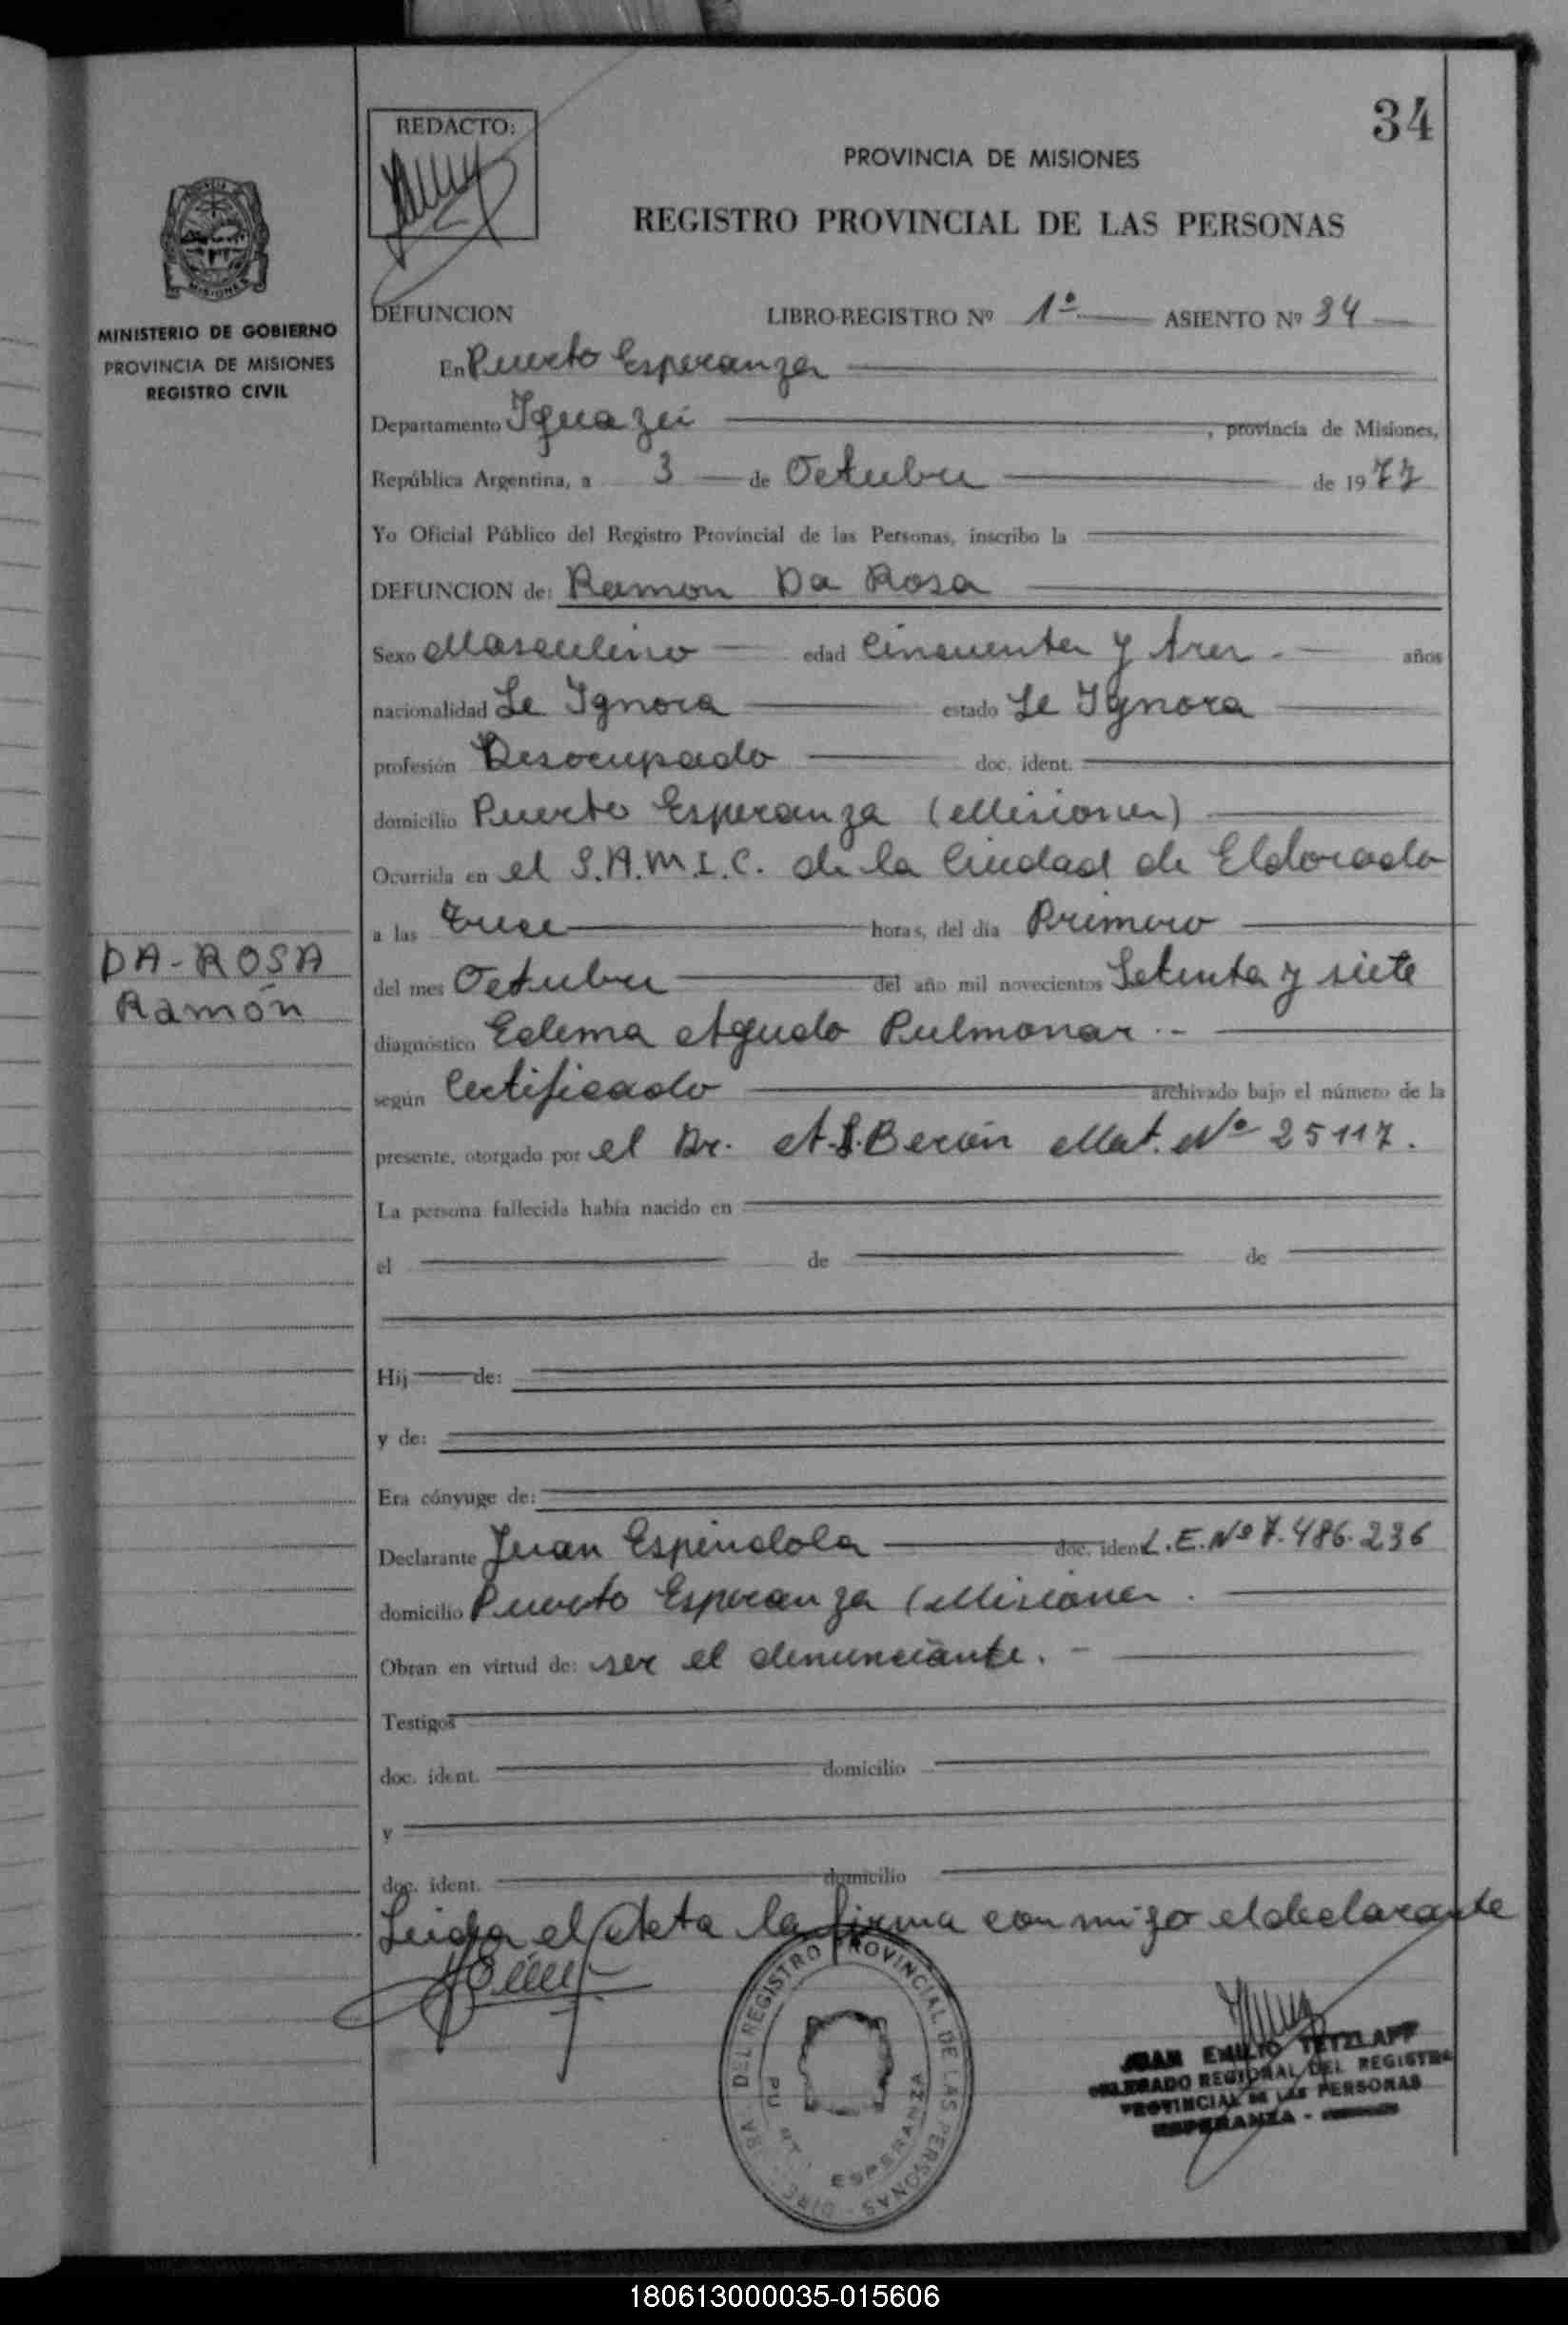 34
REDACTO:
PROVINCIA DE MISIONES
REGISTRO PROVINCIAL DE LAS PERSONAS
MISIONES
MINISTERIO DE GOBIERNO
PROVINCIA DE MISIONES
REGISTRO CIVIL
DEFUNCION LIBRO-REGISTRO Nº 1º ASIENTO Nº 34
En Puerto Esperanza
Departamento Iguazú, provincia de Misiones,
República Argentina, a 3 de Octubre de 1977
Yo Oficial Público del Registro Provincial de las Personas, inscribo la
DEFUNCION de: Ramon Da Rosa
Sexo Masculino edad Cincuenta y tres.- años
nacionalidad Se Ignora estado Se Ignora
profesión Desocupado doc. ident.
domicilio Puerto Esperanza (Misiones)
Ocurrida en el S.A.M.I.C. de la Ciudad de Eldorado
a las Trece horas, del día Primero
DA-ROSA
Ramón
del mes Octubre del año mil novecientos Setenta y siete
diagnóstico Edema Agudo Pulmonar.-
según Certificado archivado bajo el número de la
presente, otorgado por el Dr. A.S. Berón Mat. Nº 25117.
La persona fallecida había nacido en
el de de
Hij de:
y de:
Era cónyuge de:
Declarante Juan Espindola doc. ident. L.E.Nº 7.486.236
domicilio Puerto Esperanza (Misiones.
Obran en virtud de: ser el denunciante.-
Testigos
doc. ident. domicilio
y
doc. ident. domicilio
Leida el Acta la firma conmigo el declarante
DEL REGISTRO PROVINCIAL DE LAS PERSONAS
ESPERANZA
JUAN EMILIO TETZLAFF
DELEGADO REGIONAL DEL REGISTRO
PROVINCIAL DE LAS PERSONAS
ESPERANZA -
180613000035-015606